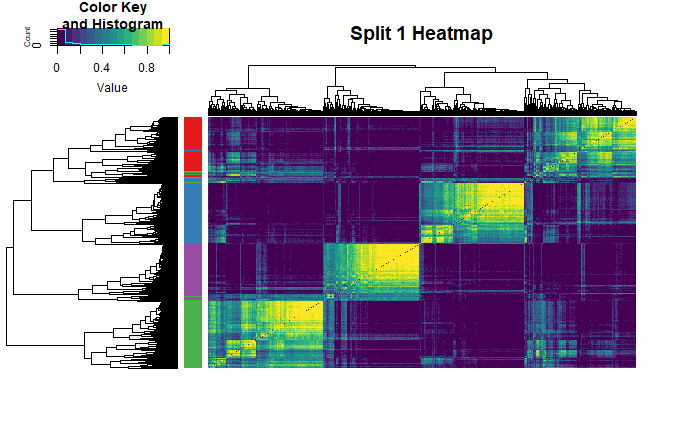 Color Key
and Histogram
Count
0
0 0.4 0.8
Value
Split 1 Heatmap